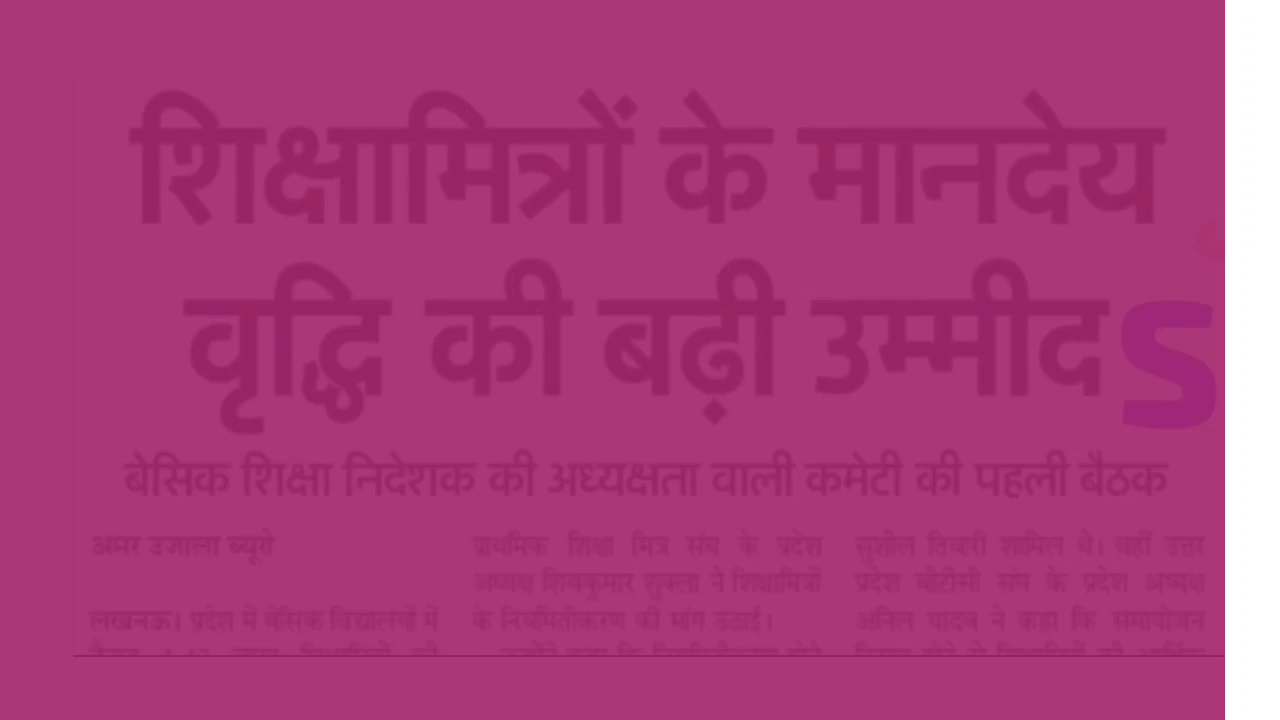 शिक्षामित्रों के मानदेय
वृद्धि की बढ़ी उम्मीद
S
बेसिक शिक्षा निदेशक की अध्यक्षता वाली कमेटी की पहली बैठक
अमर उजाला ब्यूरो
लखनऊ। प्रदेश में बेसिक विद्यालयों में
प्राथमिक शिक्षा मित्र संघ के प्रदेश
अध्यक्ष शिवकुमार शुक्ला ने शिक्षामित्रों
के नियमितीकरण की मांग उठाई।
सुशील तिवारी शामिल थे। वहीं उत्तर
प्रदेश बीटीसी संघ के प्रदेश अध्यक्ष
अनिल यादव ने कहा कि समायोजन